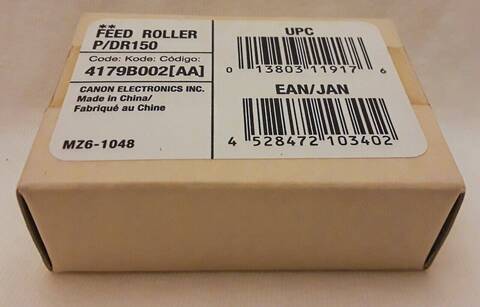 **
FEED ROLLER
P/DR150
Code: Kode: Código:
4179B002[AA]
CANON ELECTRONICS INC.
Made in China/
Fabriqué au Chine
MZ6-1048
UPC
0 13803 11917 6
EAN/JAN
4 528472 103402